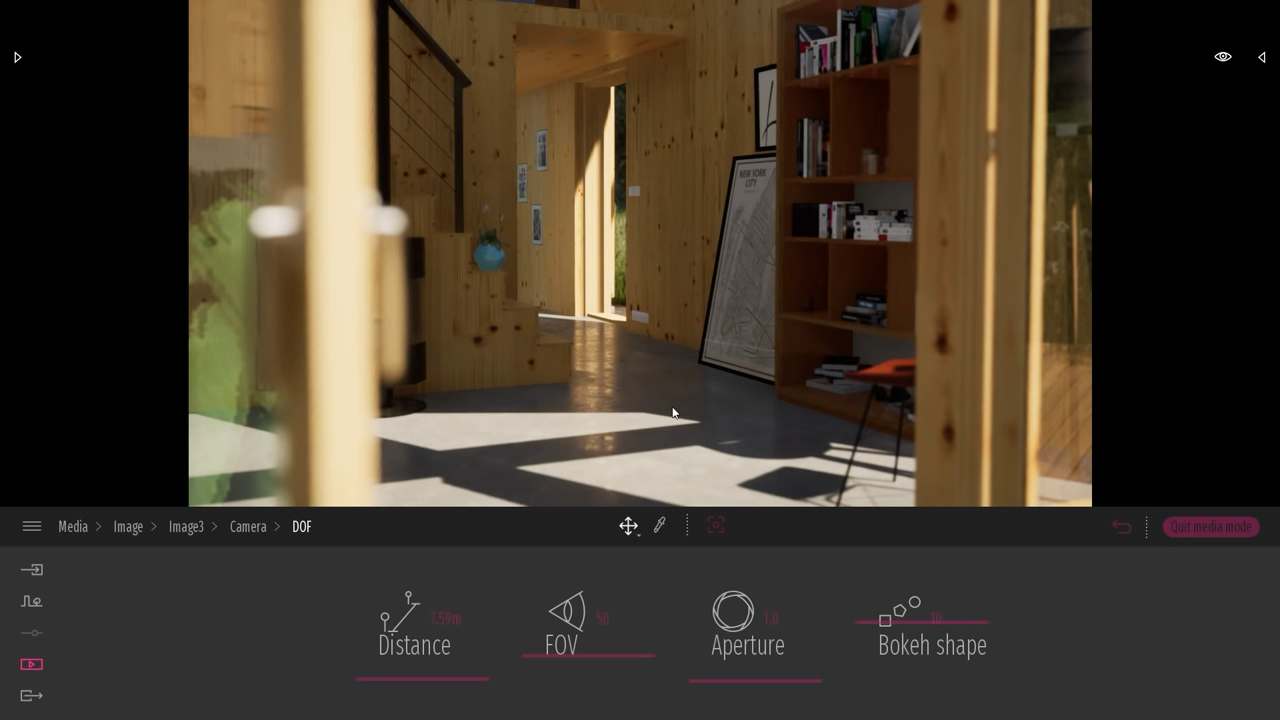 NEW YORK
CITY
Media > Image > Image3 > Camera > DOF
Quit media mode
7.59m
50
1.0
10
Distance
FOV
Aperture
Bokeh shape